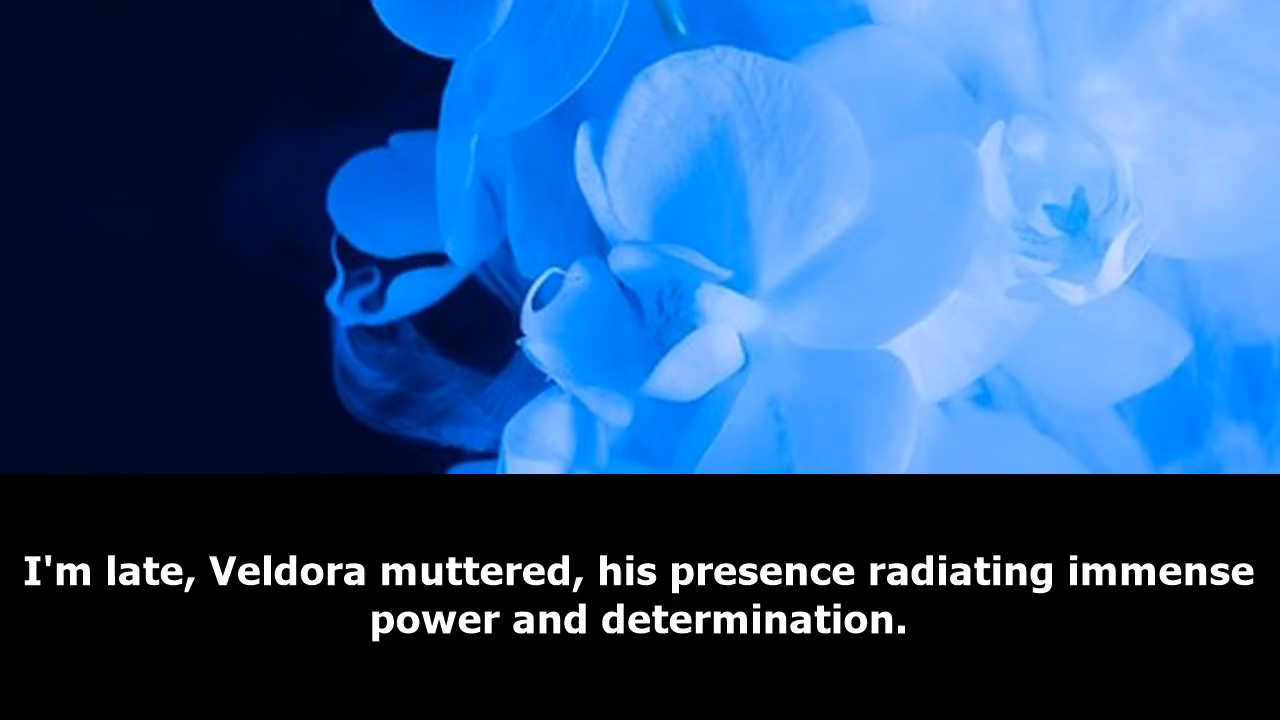 I'm late, Veldora muttered, his presence radiating immense
power and determination.